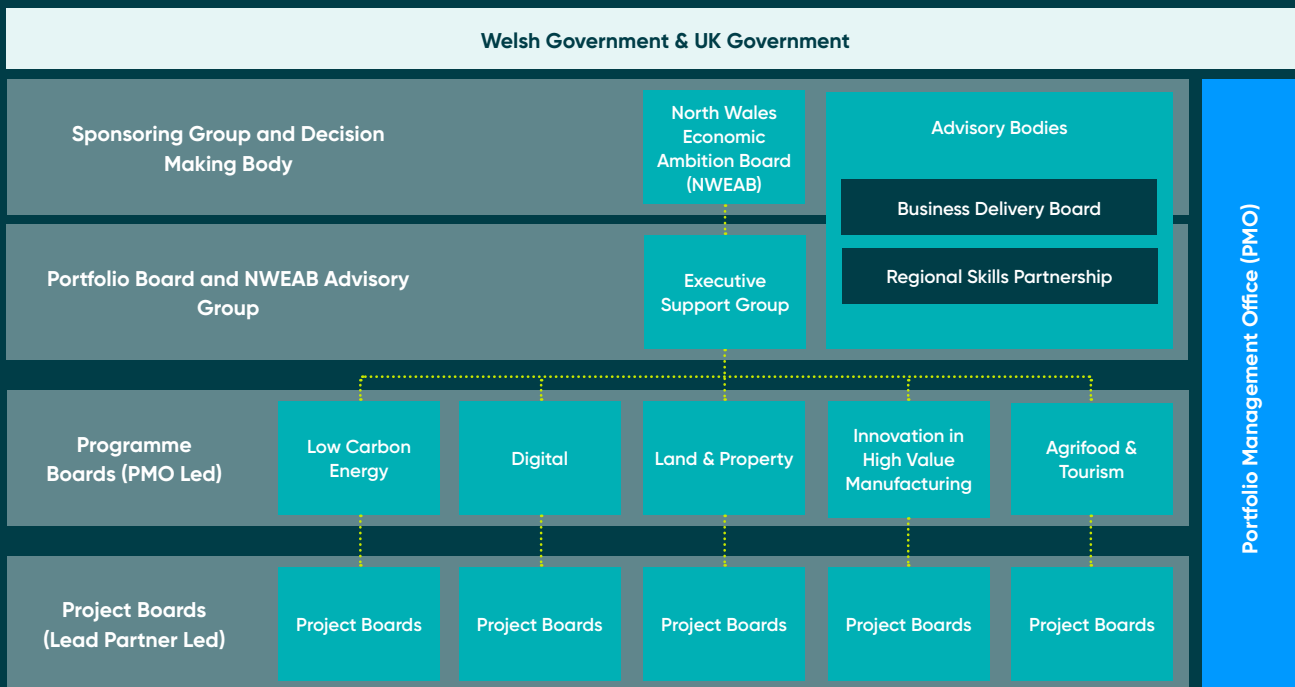 Welsh Government & UK Government
Sponsoring Group and Decision
Making Body
North Wales
Economic
Ambition Board
(NWEAB)
Advisory Bodies
Business Delivery Board
Regional Skills Partnership
Portfolio Board and NWEAB Advisory
Group
Executive
Support Group
Programme
Boards (PMO Led)
Low Carbon
Energy
Digital
Land & Property
Innovation in
High Value
Manufacturing
Agrifood &
Tourism
Project Boards
(Lead Partner Led)
Project Boards
Project Boards
Project Boards
Project Boards
Project Boards
Portfolio Management Office (PMO)